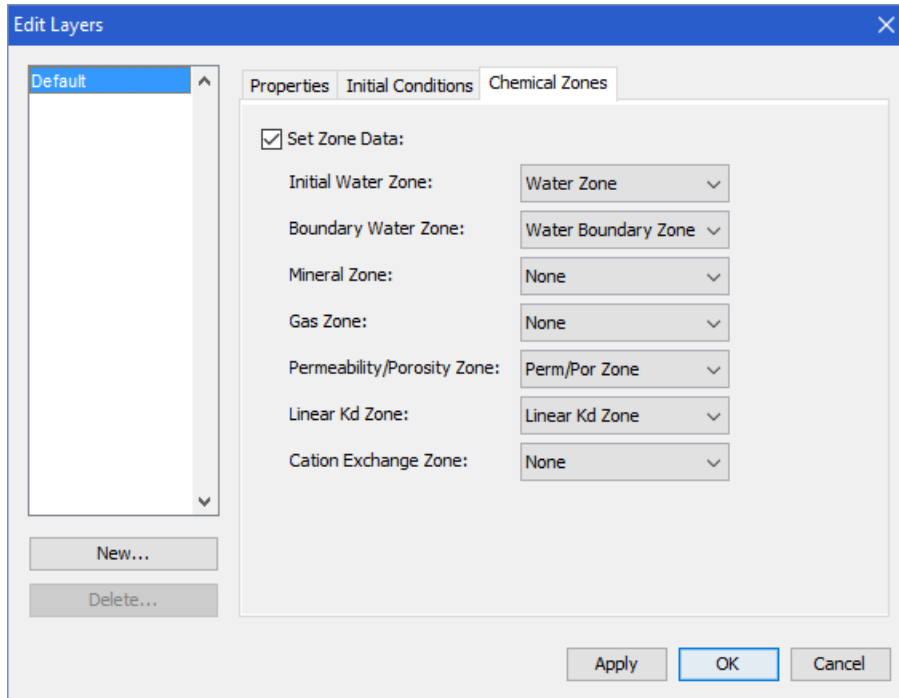 Edit Layers
Default
Properties Initial Conditions Chemical Zones
Set Zone Data:
Initial Water Zone: Water Zone
Boundary Water Zone: Water Boundary Zone
Mineral Zone: None
Gas Zone: None
Permeability/Porosity Zone: Perm/Por Zone
Linear Kd Zone: Linear Kd Zone
Cation Exchange Zone: None
New...
Delete...
Apply OK Cancel